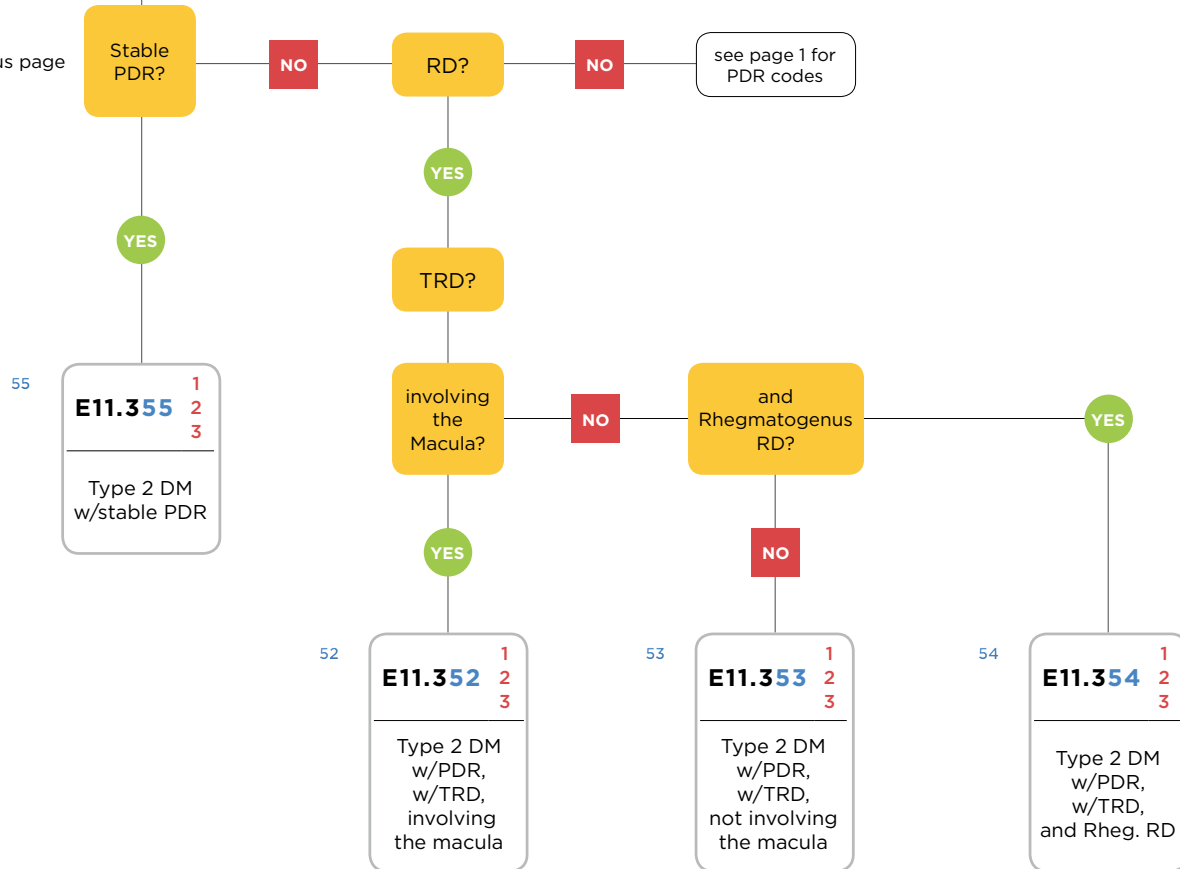 us page
Stable
PDR?
NO
RD?
NO
see page 1 for
PDR codes
YES
YES
TRD?
55
E11.355
1
2
3
Type 2 DM
w/stable PDR
involving
the
Macula?
NO
and
Rhegmatogenus
RD?
YES
YES
NO
52
E11.352
1
2
3
Type 2 DM
w/PDR,
w/TRD,
involving
the macula
53
E11.353
1
2
3
Type 2 DM
w/PDR,
w/TRD,
not involving
the macula
54
E11.354
1
2
3
Type 2 DM
w/PDR,
w/TRD,
and Rheg. RD